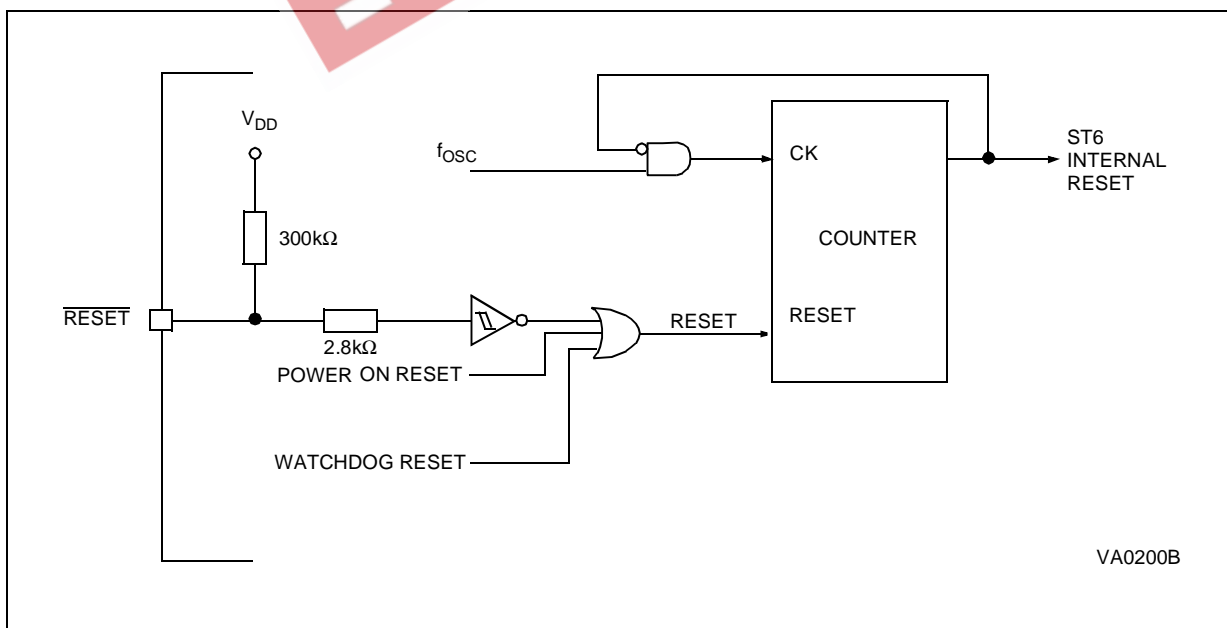 VDD
fOSC
CK
ST6
INTERNAL
RESET
300kΩ
COUNTER
RESET
2.8kΩ
RESET
RESET
POWER ON RESET
WATCHDOG RESET
VA0200B